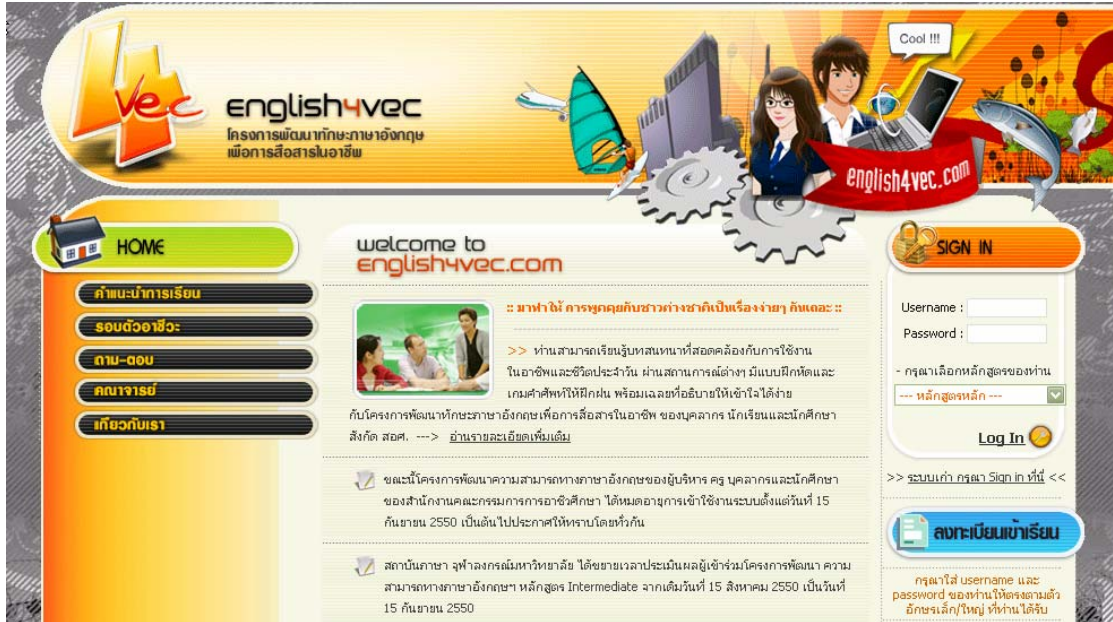 4
vec
english4vec
โครงการพัฒนาทักษะภาษาอังกฤษ
เพื่อการสื่อสารในอาชีพ
Cool !!!
english4vec.com
HOME
คำแนะนำการเรียน
รอบตัวอาชีวะ
ถาม-ตอบ
คณาจารย์
เกี่ยวกับเรา
welcome to
english4vec.com
:: มาทำให้ การพูดคุยกับชาวต่างชาติเป็นเรื่องง่ายๆ กันเถอะ ::
>> ท่านสามารถเรียนรู้บทสนทนาที่สอดคล้องกับการใช้งาน
ในอาชีพและชีวิตประจำวัน ผ่านสถานการณ์ต่างๆ มีแบบฝึกหัดและ
เกมคำศัพท์ให้ฝึกฝน พร้อมเฉลยที่อธิบายให้เข้าใจได้ง่าย
กับโครงการพัฒนาทักษะภาษาอังกฤษเพื่อการสื่อสารในอาชีพ ของบุคลากร นักเรียนและนักศึกษา
สังกัด สอศ. ---> อ่านรายละเอียดเพิ่มเติม
ขณะนี้โครงการพัฒนาความสามารถทางภาษาอังกฤษของผู้บริหาร ครู บุคลากรและนักศึกษา
ของสำนักงานคณะกรรมการการอาชีวศึกษา ได้หมดอายุการเข้าใช้งานระบบตั้งแต่วันที่ 15
กันยายน 2550 เป็นต้นไปประกาศให้ทราบโดยทั่วกัน
สถาบันภาษา จุฬาลงกรณ์มหาวิทยาลัย ได้ขยายเวลาประเมินผลผู้เข้าร่วมโครงการพัฒนา ความ
สามารถทางภาษาอังกฤษฯ หลักสูตร Intermediate จากเดิมวันที่ 15 สิงหาคม 2550 เป็นวันที่
15 กันยายน 2550
SIGN IN
Username :
Password :
- กรุณาเลือกหลักสูตรของท่าน
--- หลักสูตรหลัก ---
Log In
>> ระบบเก่า กรุณา Sign in ที่นี่ <<
ลงทะเบียนเข้าเรียน
กรุณาใส่ username และ
password ของท่านให้ตรงตามตัว
อักษรเล็ก/ใหญ่ ที่ท่านได้รับ